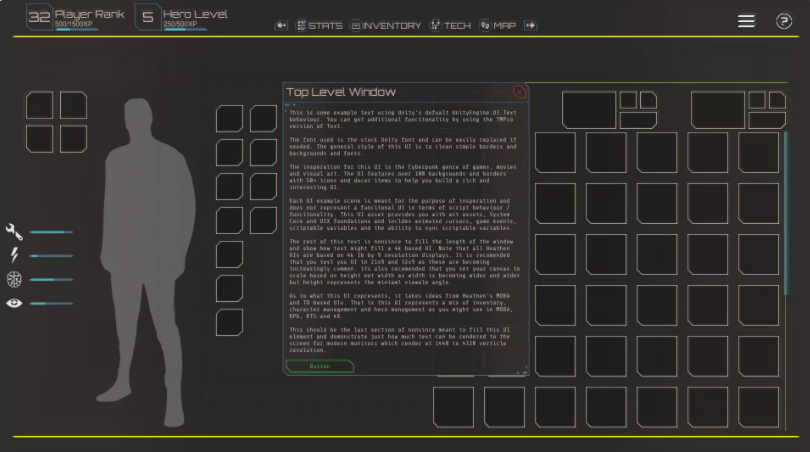 32 Player Rank
500/1500XP
5 Hero Level
250/500XP
STATS
INVENTORY
TECH
MAP
?
Top Level Window
This is some example text using Unity's defualt UnityEngine.UI.Text
behaviour. You can get additional funcitonality by using the TMPro
version of Text.
The font used is the stock Unity font and can be easily replaced if
needed. The general style of this UI is to clean simple borders and
backgrounds and fonts.
The insperation for this UI is the Cyberpunk genre of games, movies
and visual art. The UI features over 100 backgrounds and borders
with 50+ icons and decor items to help you build a rich and
interesting UI.
Each UI example scene is meant for the purpose of insperation and
does not represent a funcitonal UI in terms of script behaviour /
funcitonality. This UI asset provides you with art assets, System
Core and UIX foundations and incldes animated cursors, game events,
scriptable variables and the ability to sync scriptable variables.
The rest of this text is nonsince to fill the length of the window
and show how text might fill a 4k based UI. Note that all Heathen
UIs are based on 4k 16 by 9 resolution displays. It is recomended
that you test you UI in 21x9 and 32x9 as these are becoming
increasingly common. Its also recomended that you set your canvas to
scale based on height not width as width is becoming wider and wider
but height represents the miniaml viewale angle.
As to what this UI represents, it takes ideas from Heathen's MOBA
and TD based UIs. That is this UI represents a mix of inventory,
character management and hero management as you might see in MOBA,
RPG, RTS and 4X.
This should be the last section of nonsince meant to fill this UI
element and demonstrate just how much text can be rendered to the
screen for modern monitors which render at 1440 to 4320 verticle
resolution.
Button